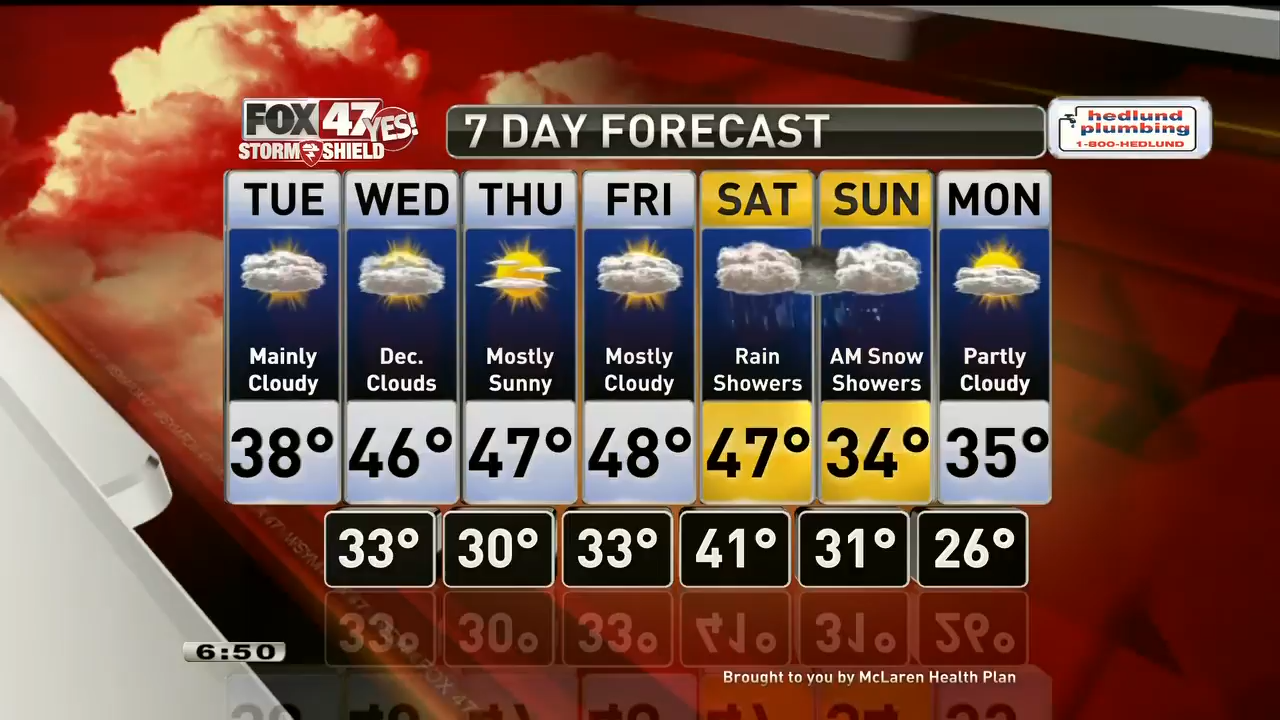 FOX 47 YES!
STORM SHIELD
7 DAY FORECAST
hedlund
plumbing
1-800-HEDLUND
TUE WED THU FRI SAT SUN MON
Mainly Cloudy
Dec. Clouds
Mostly Sunny
Mostly Cloudy
Rain Showers
AM Snow Showers
Partly Cloudy
38° 46° 47° 48° 47° 34° 35°
33° 30° 33° 41° 31° 26°
6:50
Brought to you by McLaren Health Plan